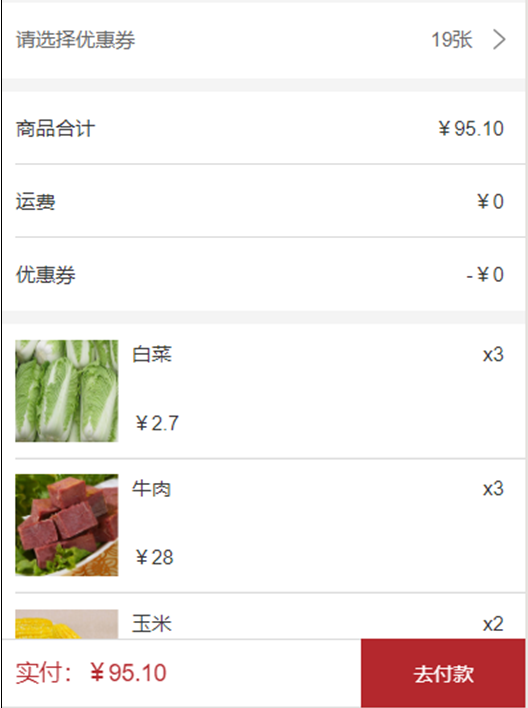 请选择优惠券 19张
商品合计 ￥95.10
运费 ￥0
优惠券 -￥0
白菜 x3
￥2.7
牛肉 x3
￥28
玉米 x2
实付：￥95.10 去付款